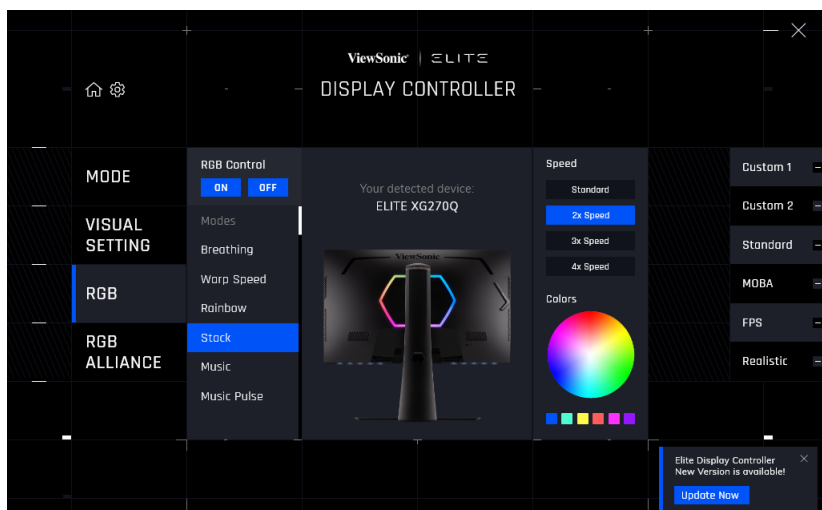 ViewSonic ELITE
DISPLAY CONTROLLER
MODE
VISUAL
SETTING
RGB
RGB
ALLIANCE
RGB Control
ON OFF
Modes
Breathing
Warp Speed
Rainbow
Stack
Music
Music Pulse
Your detected device:
ELITE XG270Q
ViewSonic
Speed
Standard
2x Speed
3x Speed
4x Speed
Colors
Custom 1
Custom 2
Standard
MOBA
FPS
Realistic
Elite Display Controller
New Version is available!
Update Now